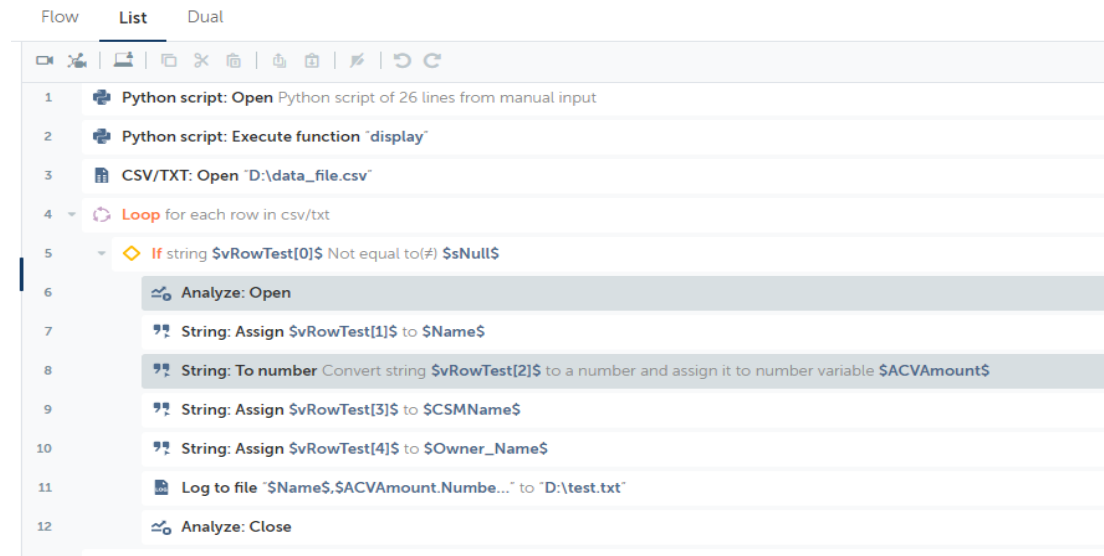 Flow List Dual
1 Python script: Open Python script of 26 lines from manual input
2 Python script: Execute function "display"
3 CSV/TXT: Open "D:\data_file.csv"
4 Loop for each row in csv/txt
5 If string $vRowTest[0]$ Not equal to(≠) $sNull$
6 Analyze: Open
7 String: Assign $vRowTest[1]$ to $Name$
8 String: To number Convert string $vRowTest[2]$ to a number and assign it to number variable $ACVAmount$
9 String: Assign $vRowTest[3]$ to $CSMName$
10 String: Assign $vRowTest[4]$ to $Owner_Name$
11 LOG Log to file "$Name$,$ACVAmount.Numbe..." to "D:\test.txt"
12 Analyze: Close